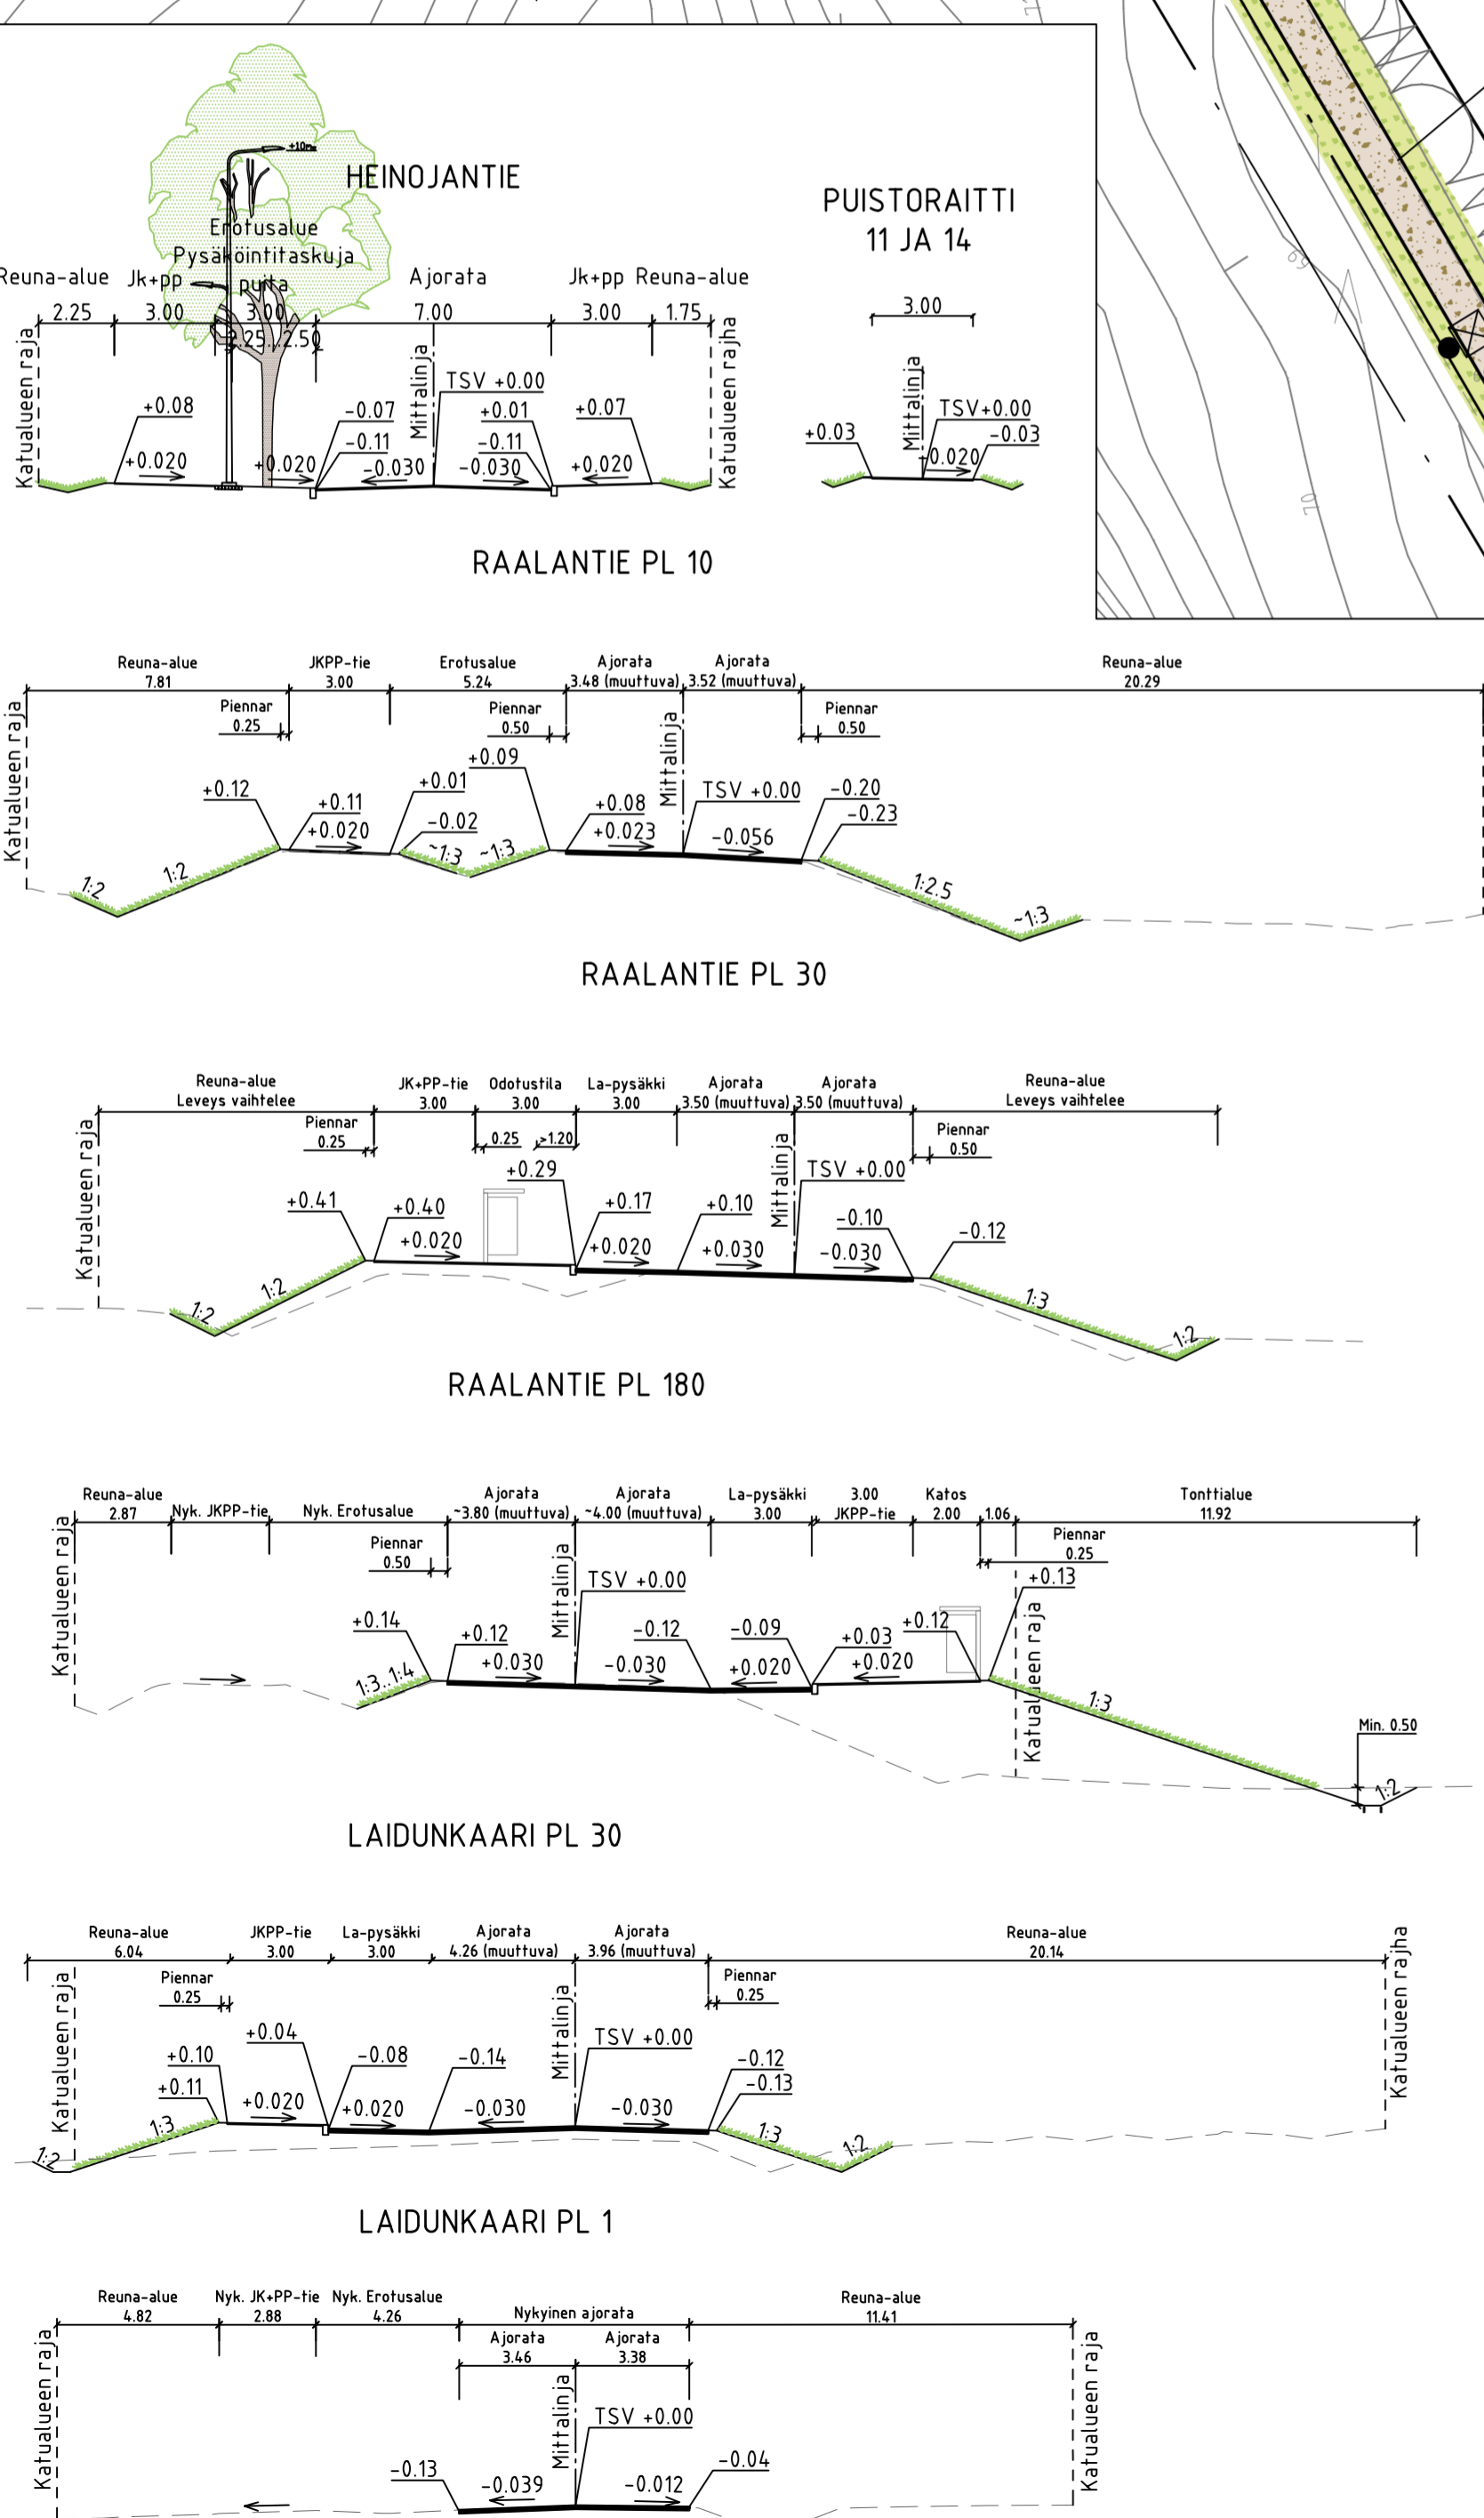 HEINOJANTIE
+10m
Erotusalue
Pysäköintitaskuja
puita
Reuna-alue Jk+pp Ajorata Jk+pp Reuna-alue
2.25 3.00 3.00 7.00 3.00 1.75
2.25 2.50
Katualueen raja
Mittalinja
Katualueen rajha
TSV +0.00
+0.08 -0.07 +0.01 +0.07
-0.11 -0.11
+0.020 +0.020 -0.030 -0.030 +0.020
PUISTORAITTI
11 JA 14
3.00
Mittalinja
TSV+0.00
+0.03 -0.03
+0.020
69
70
RAALANTIE PL 10
Reuna-alue JKPP-tie Erotusalue Ajorata Ajorata Reuna-alue
7.81 3.00 5.24 3.48 (muuttuva) 3.52 (muuttuva) 20.29
Piennar Piennar Piennar
0.25 0.50 0.50
Katualueen raja
Mittalinja
+0.09
+0.12 +0.01 TSV +0.00 -0.20
+0.11 +0.08 -0.23
+0.020 -0.02 +0.023 -0.056
1:2 1:2 ~1:3 ~1:3 1:2.5 ~1:3
RAALANTIE PL 30
Reuna-alue JK+PP-tie Odotustila La-pysäkki Ajorata Ajorata Reuna-alue
Leveys vaihtelee 3.00 3.00 3.00 3.50 (muuttuva) 3.50 (muuttuva) Leveys vaihtelee
Piennar Piennar
0.25 0.25 >1.20 0.50
Katualueen raja
Mittalinja
+0.29 TSV +0.00
+0.41 +0.40 +0.17 +0.10 -0.10 -0.12
+0.020 +0.020 +0.030 -0.030
1:2 1:2 1:3 1:2
RAALANTIE PL 180
Reuna-alue Nyk. JKPP-tie Nyk. Erotusalue Ajorata Ajorata La-pysäkki 3.00 Katos Tonttialue
2.87 ~3.80 (muuttuva) ~4.00 (muuttuva) 3.00 JKPP-tie 2.00 1.06 11.92
Piennar Piennar
0.50 0.25
Katualueen raja
Mittalinja
Katualueen raja
TSV +0.00 +0.13
+0.14 +0.12 -0.12 -0.09 +0.03 +0.12
+0.030 -0.030 +0.020 +0.020
1:3..1:4 1:3 Min. 0.50 1:2
LAIDUNKAARI PL 30
Reuna-alue JKPP-tie La-pysäkki Ajorata Ajorata Reuna-alue
6.04 3.00 3.00 4.26 (muuttuva) 3.96 (muuttuva) 20.14
Piennar Piennar
0.25 0.25
Katualueen raja
Mittalinja
Katualueen rajha
+0.04 TSV +0.00
+0.10 -0.08 -0.14 -0.12
+0.11 -0.13
+0.020 +0.020 -0.030 -0.030
1:2 1:3 1:3 1:2
LAIDUNKAARI PL 1
Reuna-alue Nyk. JK+PP-tie Nyk. Erotusalue Nykyinen ajorata Reuna-alue
4.82 2.88 4.26 11.41
Ajorata Ajorata
3.46 3.38
Katualueen raja
Mittalinja
Katualueen raja
TSV +0.00
-0.13 -0.04
-0.039 -0.012